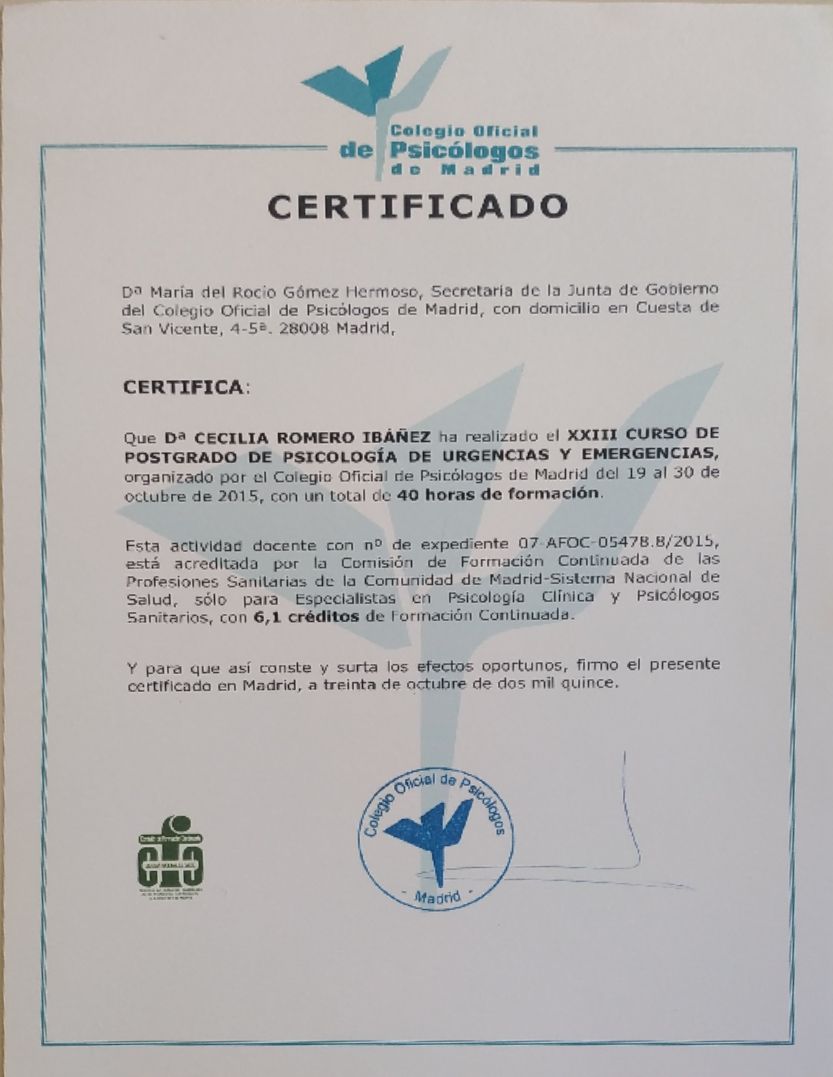 Colegio Oficial
de Psicólogos
de Madrid
CERTIFICADO
Dª María del Rocío Gómez Hermoso, Secretaria de la Junta de Gobierno
del Colegio Oficial de Psicólogos de Madrid, con domicilio en Cuesta de
San Vicente, 4-5ª. 28008 Madrid,
CERTIFICA:
Que Dª CECILIA ROMERO IBÁÑEZ ha realizado el XXIII CURSO DE
POSTGRADO DE PSICOLOGÍA DE URGENCIAS Y EMERGENCIAS,
organizado por el Colegio Oficial de Psicólogos de Madrid del 19 al 30 de
octubre de 2015, con un total de 40 horas de formación.
Esta actividad docente con nº de expediente 07-AFOC-05478.8/2015,
está acreditada por la Comisión de Formación Continuada de las
Profesiones Sanitarias de la Comunidad de Madrid-Sistema Nacional de
Salud, sólo para Especialistas en Psicología Clínica y Psicólogos
Sanitarios, con 6,1 créditos de Formación Continuada.
Y para que así conste y surta los efectos oportunos, firmo el presente
certificado en Madrid, a treinta de octubre de dos mil quince.
Colegio Oficial de Psicólogos
- Madrid -